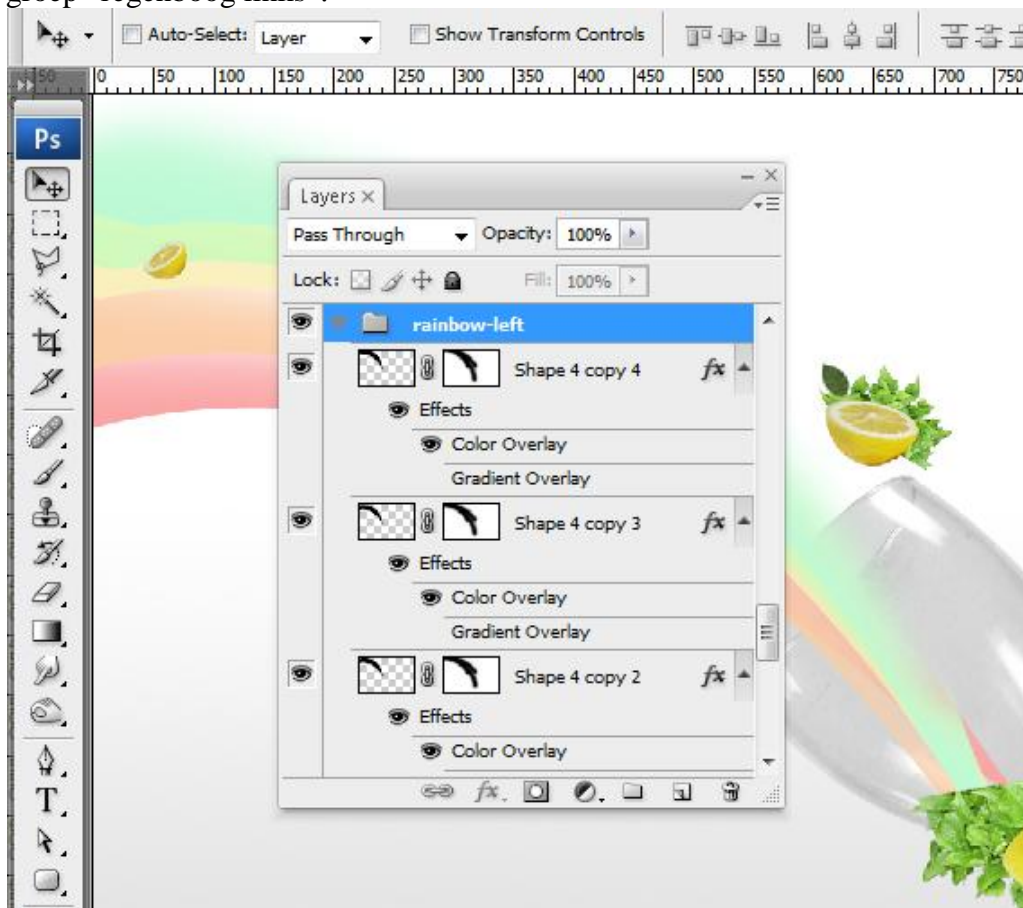 Auto-Select: Layer Show Transform Controls
50 0 50 100 150 200 250 300 350 400 450 500 550 600 650 700 750
Ps
Layers ×
Pass Through Opacity: 100%
Lock: Fill: 100%
rainbow-left
Shape 4 copy 4 fx
Effects
Color Overlay
Gradient Overlay
Shape 4 copy 3 fx
Effects
Color Overlay
Gradient Overlay
Shape 4 copy 2 fx
Effects
Color Overlay
fx.
T